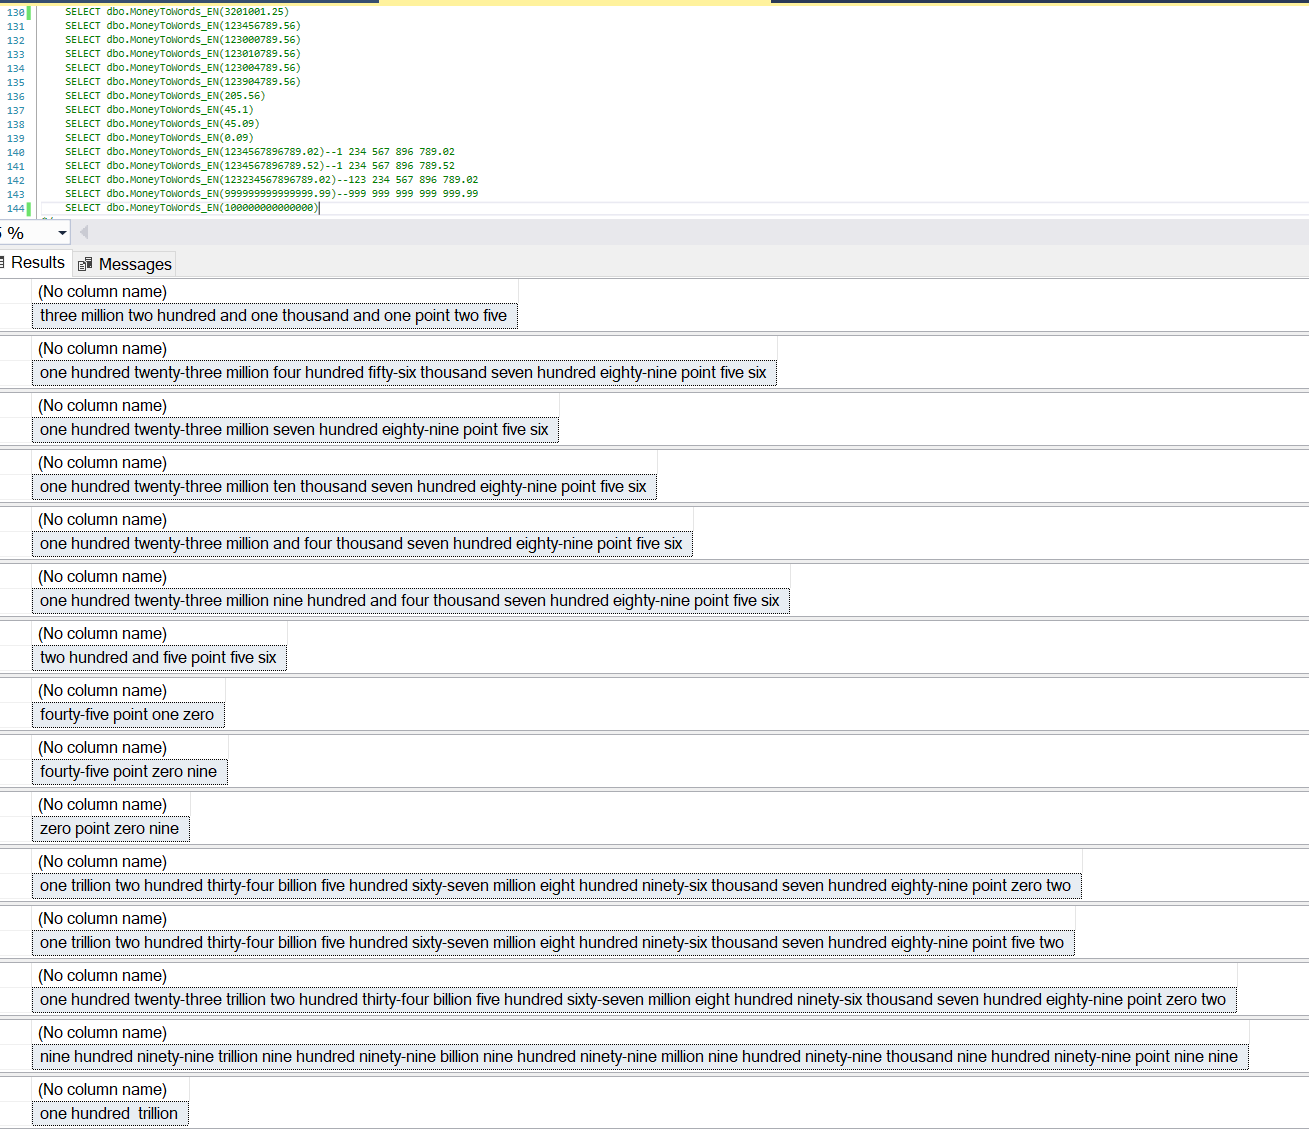 130 SELECT dbo.MoneyToWords_EN(3201001.25)
131 SELECT dbo.MoneyToWords_EN(123456789.56)
132 SELECT dbo.MoneyToWords_EN(123000789.56)
133 SELECT dbo.MoneyToWords_EN(123010789.56)
134 SELECT dbo.MoneyToWords_EN(123004789.56)
135 SELECT dbo.MoneyToWords_EN(123904789.56)
136 SELECT dbo.MoneyToWords_EN(205.56)
137 SELECT dbo.MoneyToWords_EN(45.1)
138 SELECT dbo.MoneyToWords_EN(45.09)
139 SELECT dbo.MoneyToWords_EN(0.09)
140 SELECT dbo.MoneyToWords_EN(1234567896789.02)--1 234 567 896 789.02
141 SELECT dbo.MoneyToWords_EN(1234567896789.52)--1 234 567 896 789.52
142 SELECT dbo.MoneyToWords_EN(123234567896789.02)--123 234 567 896 789.02
143 SELECT dbo.MoneyToWords_EN(999999999999999.99)--999 999 999 999 999.99
144 SELECT dbo.MoneyToWords_EN(100000000000000)
%
Results Messages
(No column name)
three million two hundred and one thousand and one point two five
(No column name)
one hundred twenty-three million four hundred fifty-six thousand seven hundred eighty-nine point five six
(No column name)
one hundred twenty-three million seven hundred eighty-nine point five six
(No column name)
one hundred twenty-three million ten thousand seven hundred eighty-nine point five six
(No column name)
one hundred twenty-three million and four thousand seven hundred eighty-nine point five six
(No column name)
one hundred twenty-three million nine hundred and four thousand seven hundred eighty-nine point five six
(No column name)
two hundred and five point five six
(No column name)
fourty-five point one zero
(No column name)
fourty-five point zero nine
(No column name)
zero point zero nine
(No column name)
one trillion two hundred thirty-four billion five hundred sixty-seven million eight hundred ninety-six thousand seven hundred eighty-nine point zero two
(No column name)
one trillion two hundred thirty-four billion five hundred sixty-seven million eight hundred ninety-six thousand seven hundred eighty-nine point five two
(No column name)
one hundred twenty-three trillion two hundred thirty-four billion five hundred sixty-seven million eight hundred ninety-six thousand seven hundred eighty-nine point zero two
(No column name)
nine hundred ninety-nine trillion nine hundred ninety-nine billion nine hundred ninety-nine million nine hundred ninety-nine thousand nine hundred ninety-nine point nine nine
(No column name)
one hundred  trillion